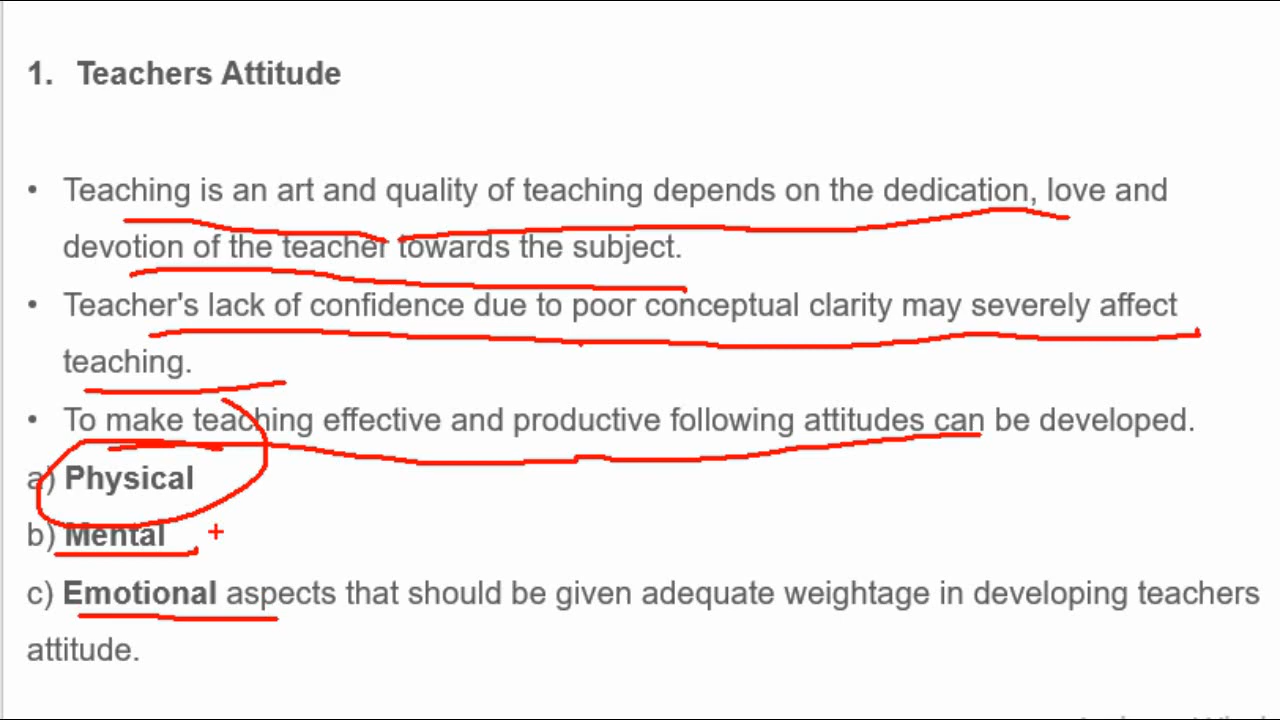 1. Teachers Attitude
• Teaching is an art and quality of teaching depends on the dedication, love and
devotion of the teacher towards the subject.
• Teacher's lack of confidence due to poor conceptual clarity may severely affect
teaching.
• To make teaching effective and productive following attitudes can be developed.
a) Physical
b) Mental
c) Emotional aspects that should be given adequate weightage in developing teachers
attitude.